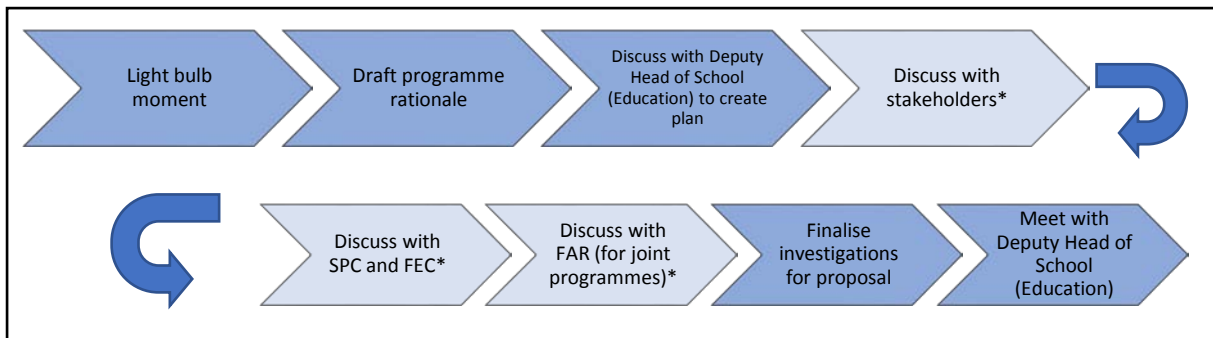 Light bulb
moment
Draft programme
rationale
Discuss with Deputy
Head of School
(Education) to create
plan
Discuss with
stakeholders*
Discuss with
SPC and FEC*
Discuss with
FAR (for joint
programmes)*
Finalise
investigations
for proposal
Meet with
Deputy Head of
School
(Education)